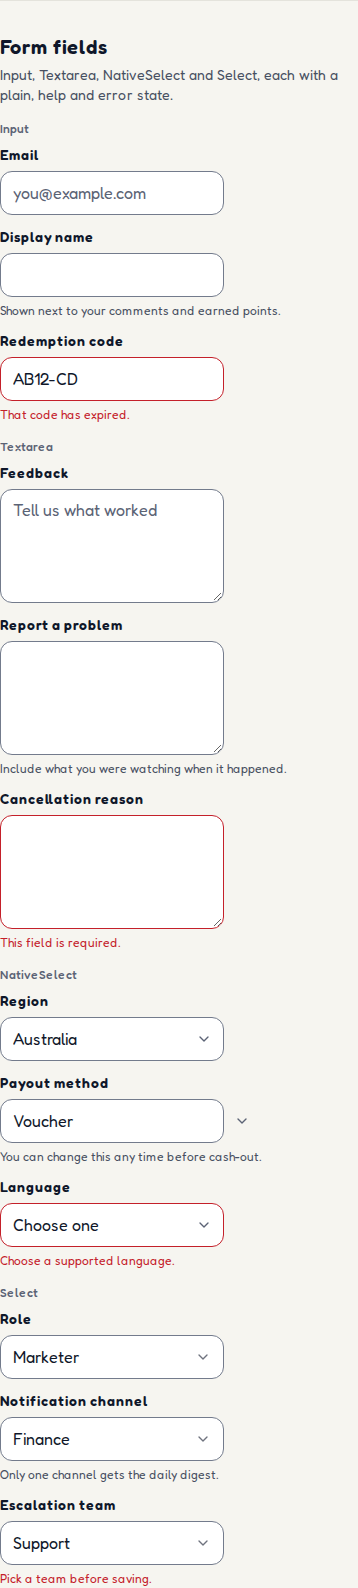 Form fields
Input, Textarea, NativeSelect and Select, each with a
plain, help and error state.
Input
Email
you@example.com
Display name
Shown next to your comments and earned points.
Redemption code
AB12-CD
That code has expired.
Textarea
Feedback
Tell us what worked
Report a problem
Include what you were watching when it happened.
Cancellation reason
This field is required.
NativeSelect
Region
Australia
Payout method
Voucher
You can change this any time before cash-out.
Language
Choose one
Choose a supported language.
Select
Role
Marketer
Notification channel
Finance
Only one channel gets the daily digest.
Escalation team
Support
Pick a team before saving.